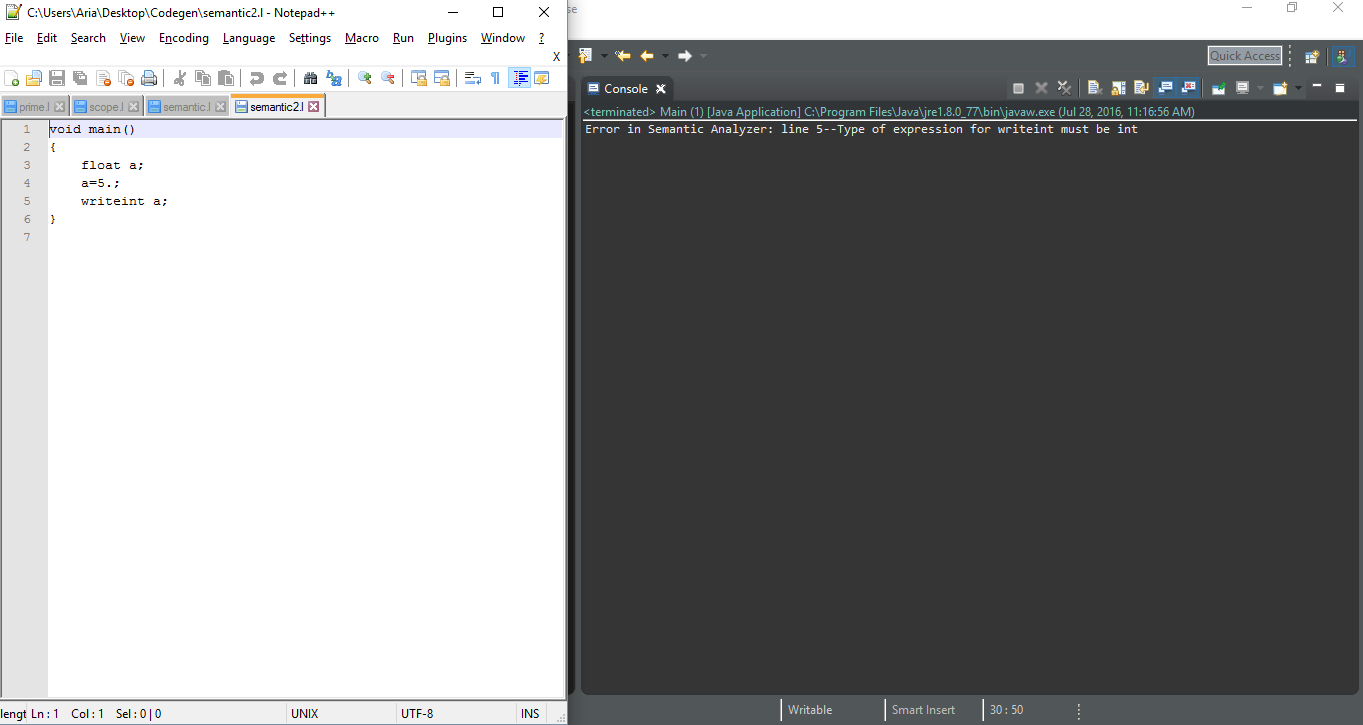 C:\Users\Aria\Desktop\Codegen\semantic2.l - Notepad++
File Edit Search View Encoding Language Settings Macro Run Plugins Window ?
X
prime.l scope.l semantic.l semantic2.l
1 void main()
2 {
3 float a;
4 a=5.;
5 writeint a;
6 }
7
lengt Ln : 1 Col : 1 Sel : 0 | 0 UNIX UTF-8 INS
se
Quick Access
Console
<terminated> Main (1) [Java Application] C:\Program Files\Java\jre1.8.0_77\bin\javaw.exe (Jul 28, 2016, 11:16:56 AM)
Error in Semantic Analyzer: line 5--Type of expression for writeint must be int
Writable Smart Insert 30 : 50